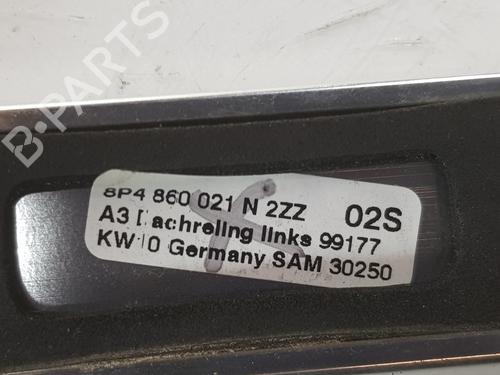 B-PARTS
8P4 860 021 N 2ZZ 02S
A3 Dachreling links 99177
KW10 Germany SAM 30250